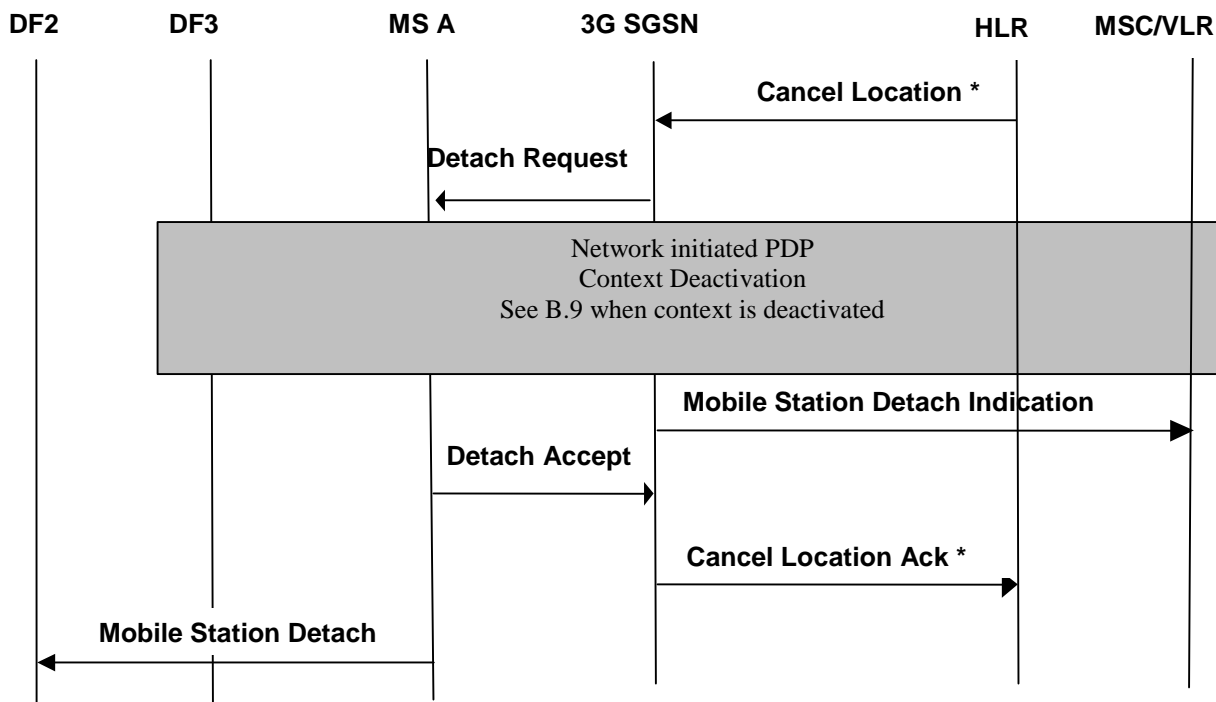 DF2 DF3 MS A 3G SGSN HLR MSC/VLR
Cancel Location *
Detach Request
Network initiated PDP
Context Deactivation
See B.9 when context is deactivated
Mobile Station Detach Indication
Detach Accept
Cancel Location Ack *
Mobile Station Detach